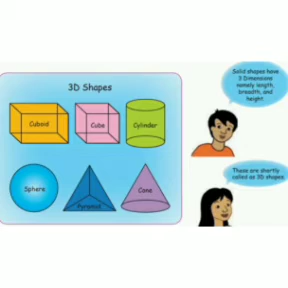 3D Shapes
Cuboid
Cube
Cylinder
Sphere
Pyramid
Cone
Solid shapes have
3 Dimensions
namely length,
breadth, and
height
These are shortly
called as 3D shapes